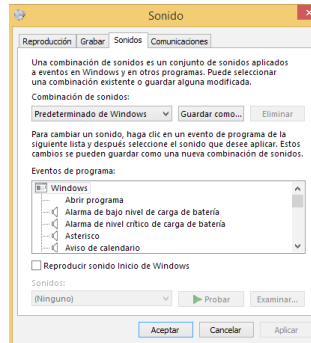 Sonido
Reproducción Grabar Sonidos Comunicaciones
Una combinación de sonidos es un conjunto de sonidos aplicados
a eventos en Windows y en otros programas. Puede seleccionar
una combinación existente o guardar alguna modificada.
Combinación de sonidos:
Predeterminado de Windows Guardar como... Eliminar
Para cambiar un sonido, haga clic en un evento de programa de la
siguiente lista y después seleccione el sonido que desee aplicar. Estos
cambios se pueden guardar como una nueva combinación de sonidos.
Eventos de programa:
Windows
Abrir programa
Alarma de bajo nivel de carga de batería
Alarma de nivel crítico de carga de batería
Asterisco
Aviso de calendario
Reproducir sonido Inicio de Windows
Sonidos:
(Ninguno) Probar Examinar...
Aceptar Cancelar Aplicar